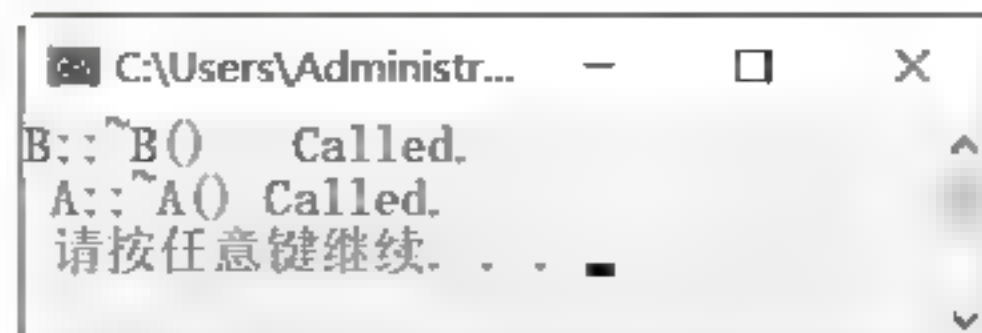 C:\Users\Administr...
B::~B() Called.
A::~A() Called.
请按任意键继续. . .